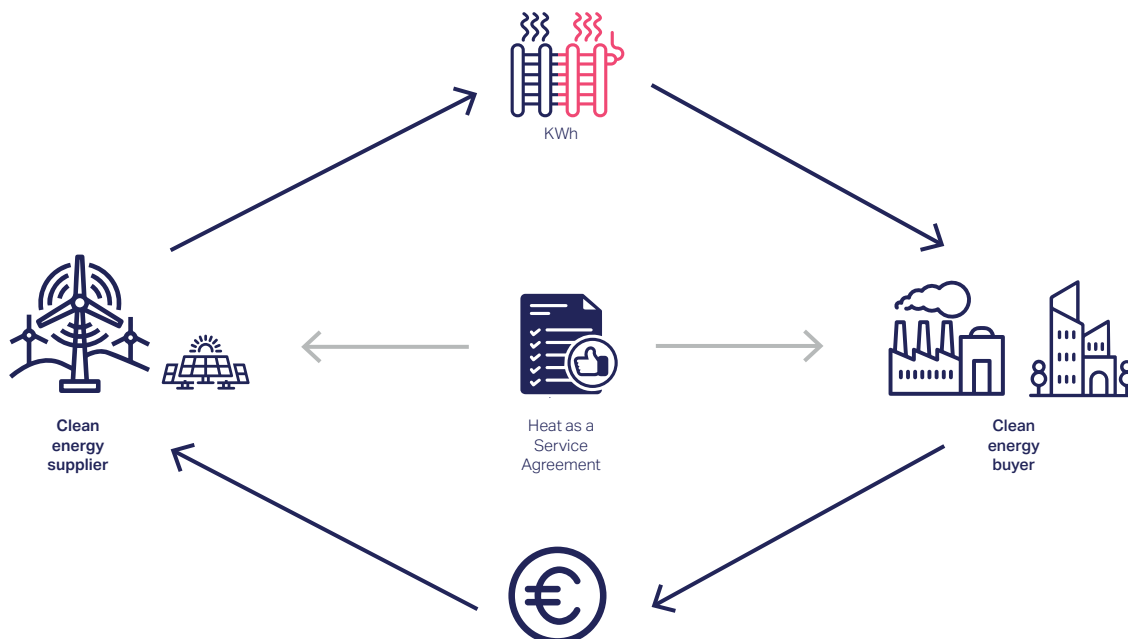 KWh
Clean
energy
supplier
Heat as a
Service
Agreement
Clean
energy
buyer
€